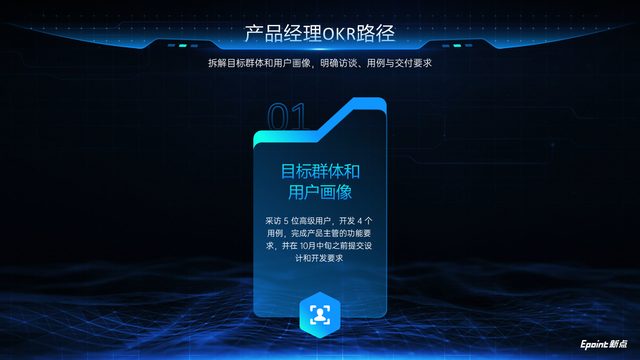 产品经理OKR路径
拆解目标群体和用户画像，明确访谈、用例与交付要求
01
目标群体和
用户画像
采访 5 位高级用户，开发 4 个
用例，完成产品主管的功能要
求，并在 10月中旬之前提交设
计和开发要求
Epoint新点